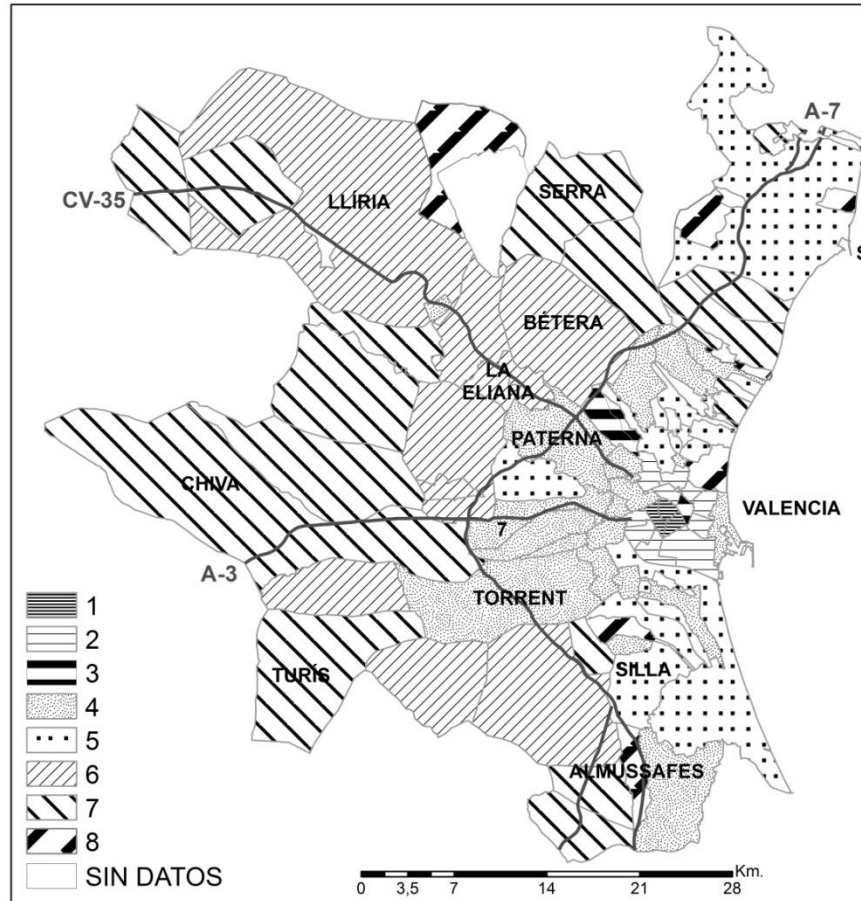 A-7
CV-35
LLÍRIA
SERRA
S
BÉTERA
LA
ELIANA
PATERNA
CHIVA
VALENCIA
7
A-3
TORRENT
TURÍS
SILLA
ALMUSSAFES
1
2
3
4
5
6
7
8
SIN DATOS
Km.
0 3,5 7 14 21 28